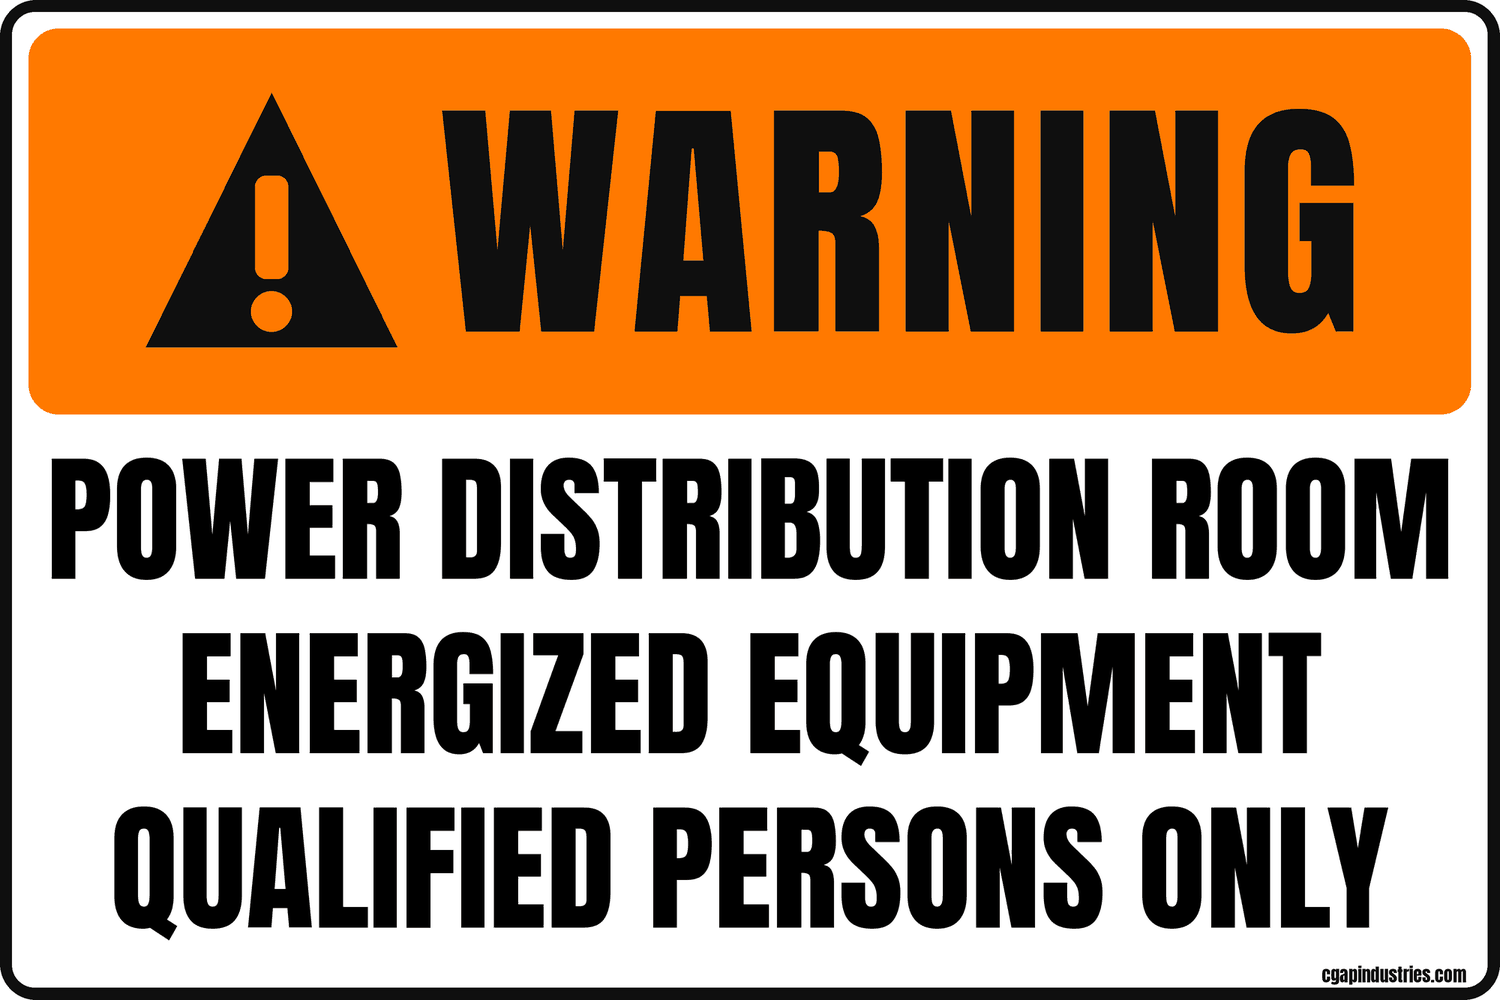 WARNING
POWER DISTRIBUTION ROOM
ENERGIZED EQUIPMENT
QUALIFIED PERSONS ONLY
cgapindustries.com